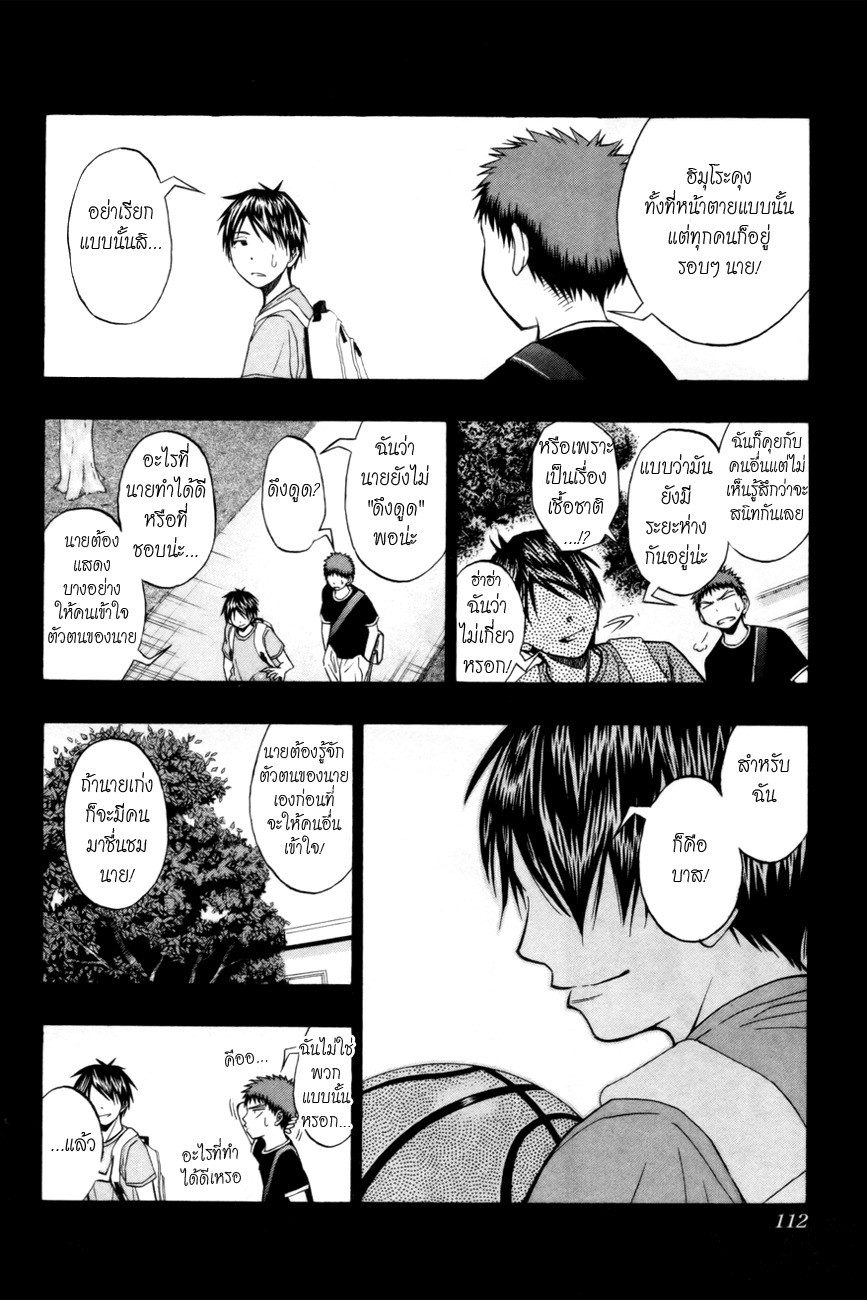 ฮิมุโระคุง
ทั้งที่หน้าตายแบบนั้น
แต่ทุกคนก็อยู่
รอบๆ นาย!
อย่าเรียก
แบบนั้นสิ...
ฉันก็คุยกับ
คนอื่นแต่ไม่
เห็นรู้สึกว่าจะ
สนิทกันเลย
แบบว่ามัน
ยังมี
ระยะห่าง
กันอยู่น่ะ
หรือเพราะ
เป็นเรื่อง
เชื้อชาติ
...!?
ฮ่าฮ่า
ฉันว่า
ไม่เกี่ยว
หรอก!
ฉันว่า
นายยังไม่
"ดึงดูด"
พอน่ะ
ดึงดูด?
อะไรที่
นายทำได้ดี
หรือที่
ชอบน่ะ...
นายต้อง
แสดง
บางอย่าง
ให้คนเข้าใจ
ตัวตนของนาย
สำหรับ
ฉัน
ก็คือ
บาส!
นายต้องรู้จัก
ตัวตนของนาย
เองก่อนที่
จะให้คนอื่น
เข้าใจ!
ถ้านายเก่ง
ก็จะมีคน
มาชื่นชม
นาย!
ฉันไม่ใช่
พวก
แบบนั้น
หรอก...
คืออ...
อะไรที่ทำ
ได้ดีเหรอ
...แล้ว
112